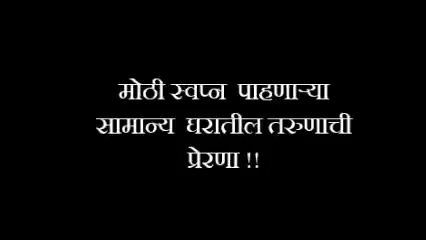 मोठी स्वप्न पाहणाऱ्या
सामान्य घरातील तरुणाची
प्रेरणा !!